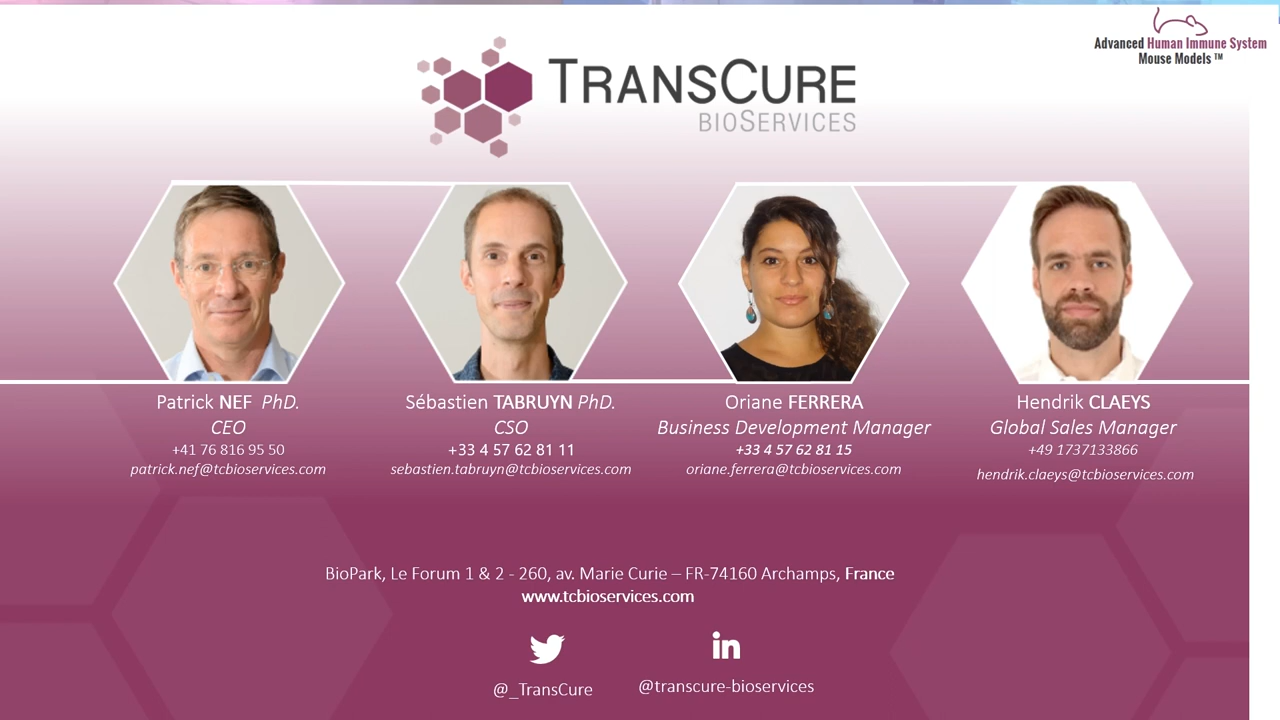 Advanced Human Immune System
Mouse Models ™
TRANSCURE
BIOSERVICES
Patrick NEF PhD.
CEO
+41 76 816 95 50
patrick.nef@tcbioservices.com
Sébastien TABRUYN PhD.
CSO
+33 4 57 62 81 11
sebastien.tabruyn@tcbioservices.com
Oriane FERRERA
Business Development Manager
+33 4 57 62 81 15
oriane.ferrera@tcbioservices.com
Hendrik CLAEYS
Global Sales Manager
+49 1737133866
hendrik.claeys@tcbioservices.com
BioPark, Le Forum 1 & 2 - 260, av. Marie Curie – FR-74160 Archamps, France
www.tcbioservices.com
@_TransCure
in
@transcure-bioservices